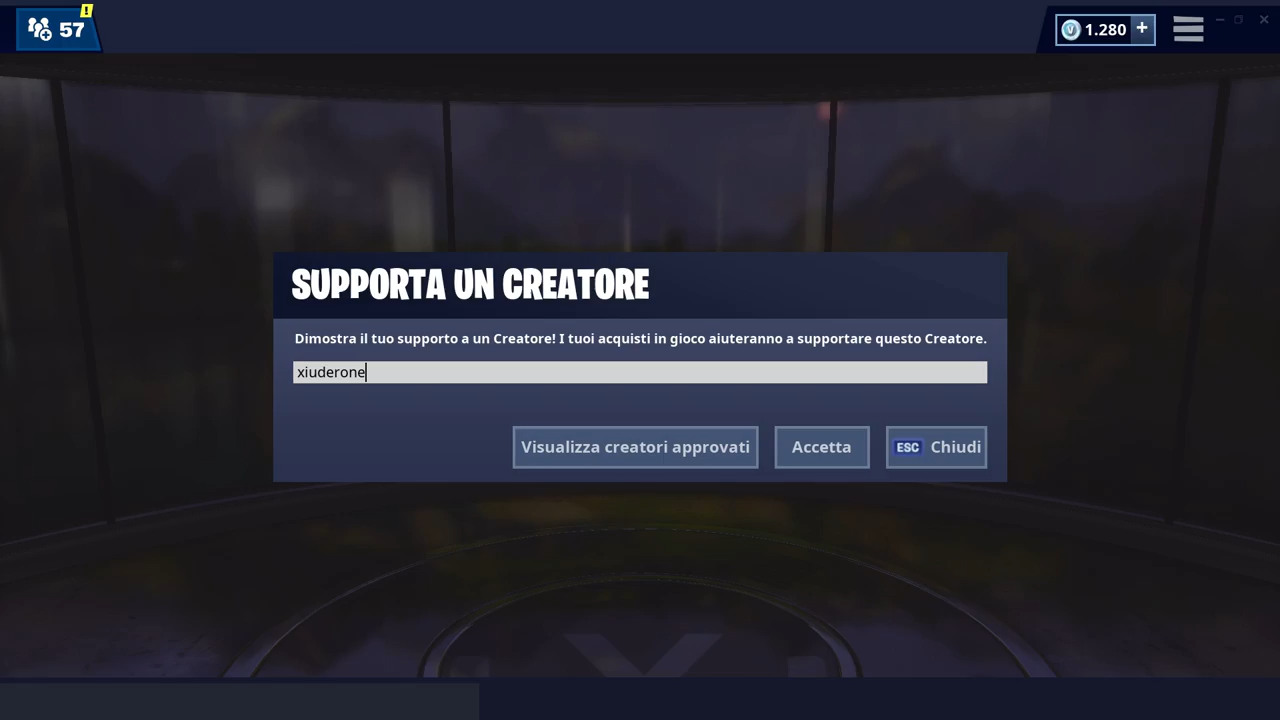 57
!
1.280 +
SUPPORTA UN CREATORE
Dimostra il tuo supporto a un Creatore! I tuoi acquisti in gioco aiuteranno a supportare questo Creatore.
xiuderone
Visualizza creatori approvati Accetta ESC Chiudi